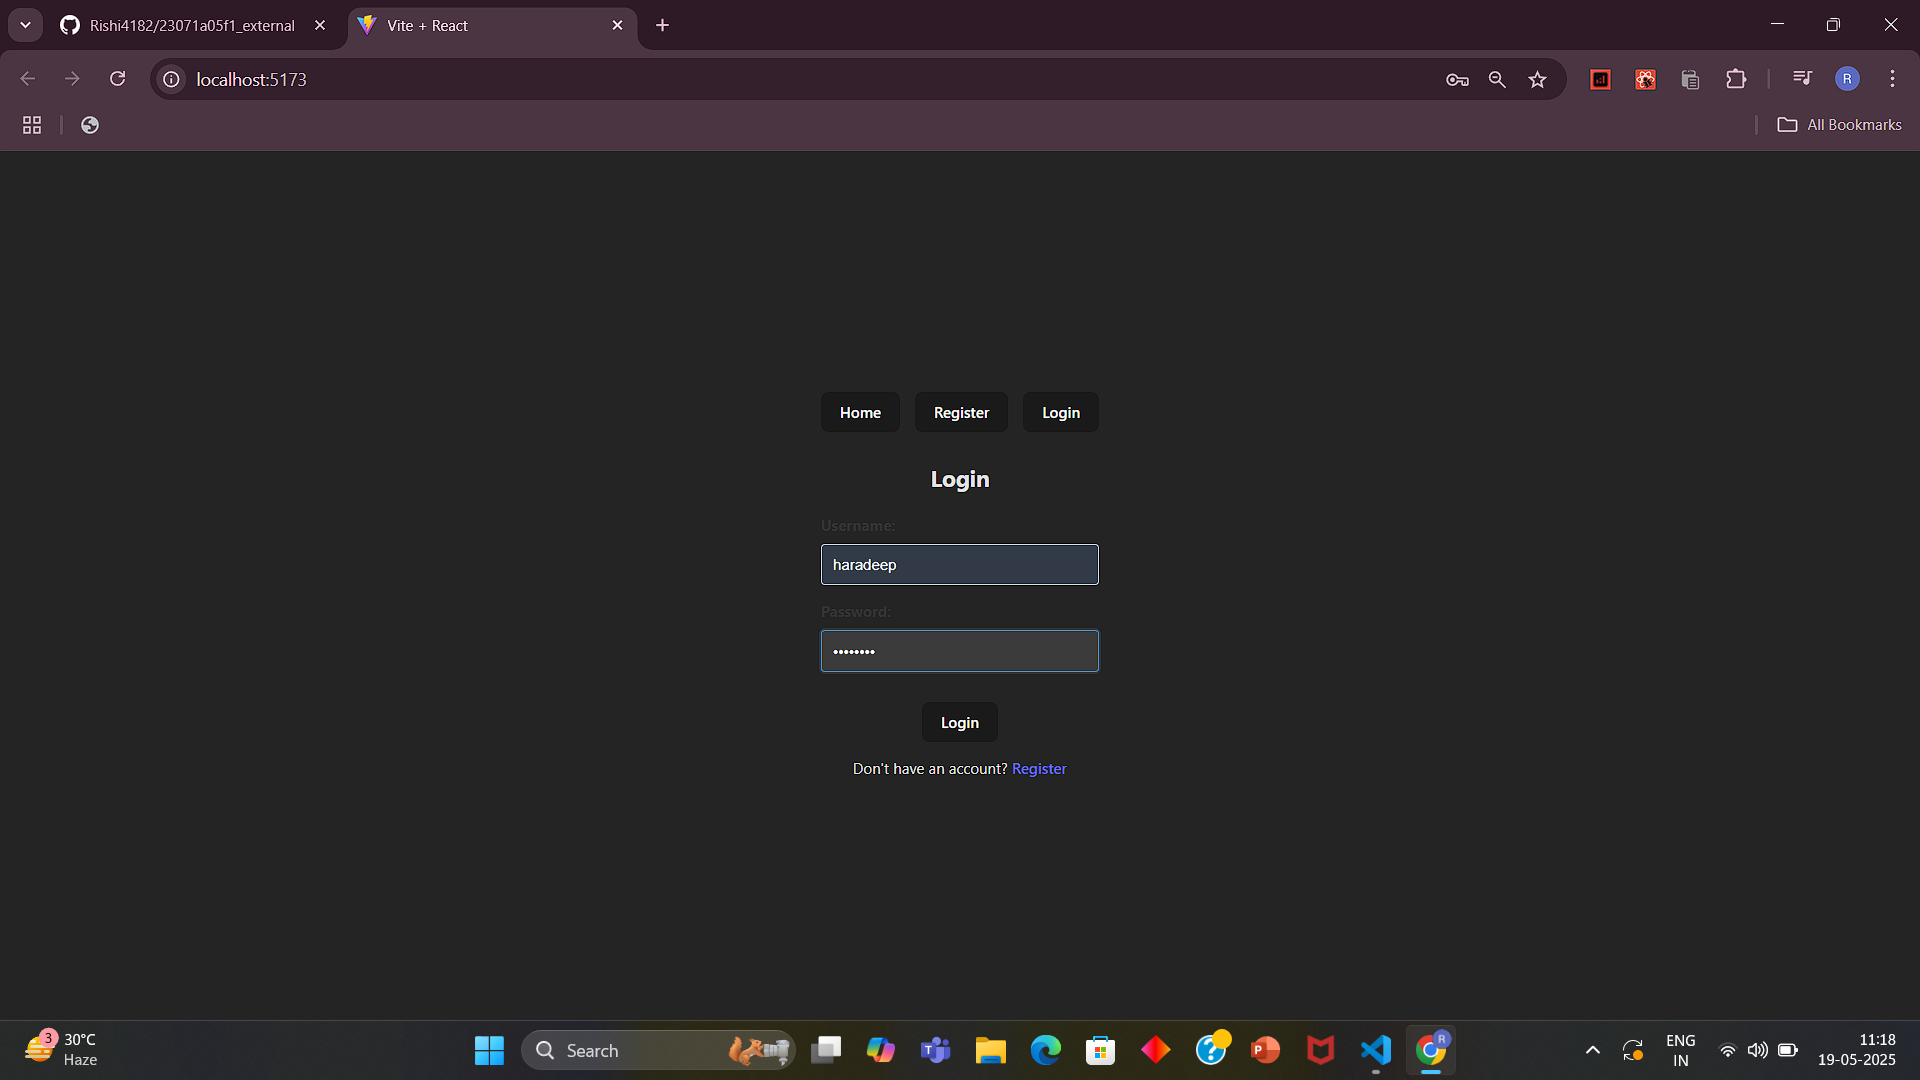 Rishi4182/23071a05f1_external
Vite + React
localhost:5173
R
All Bookmarks
Home Register Login
Login
Username:
haradeep
Password:
••••••••
Login
Don't have an account? Register
3
30°C
Haze
Search
T
P
R
ENG
IN
11:18
19-05-2025